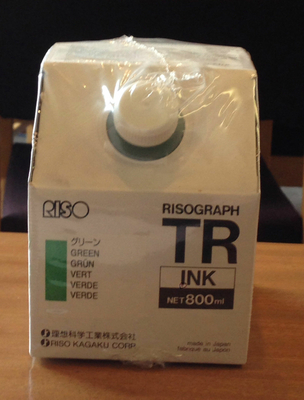 RISO
グリーン
GREEN
GRÜN
VERT
VERDE
VERDE
理想科学工業株式会社
RISO KAGAKU CORP.
RISOGRAPH
TR
INK
NET 800ml
made in Japan
fabriqué au Japon